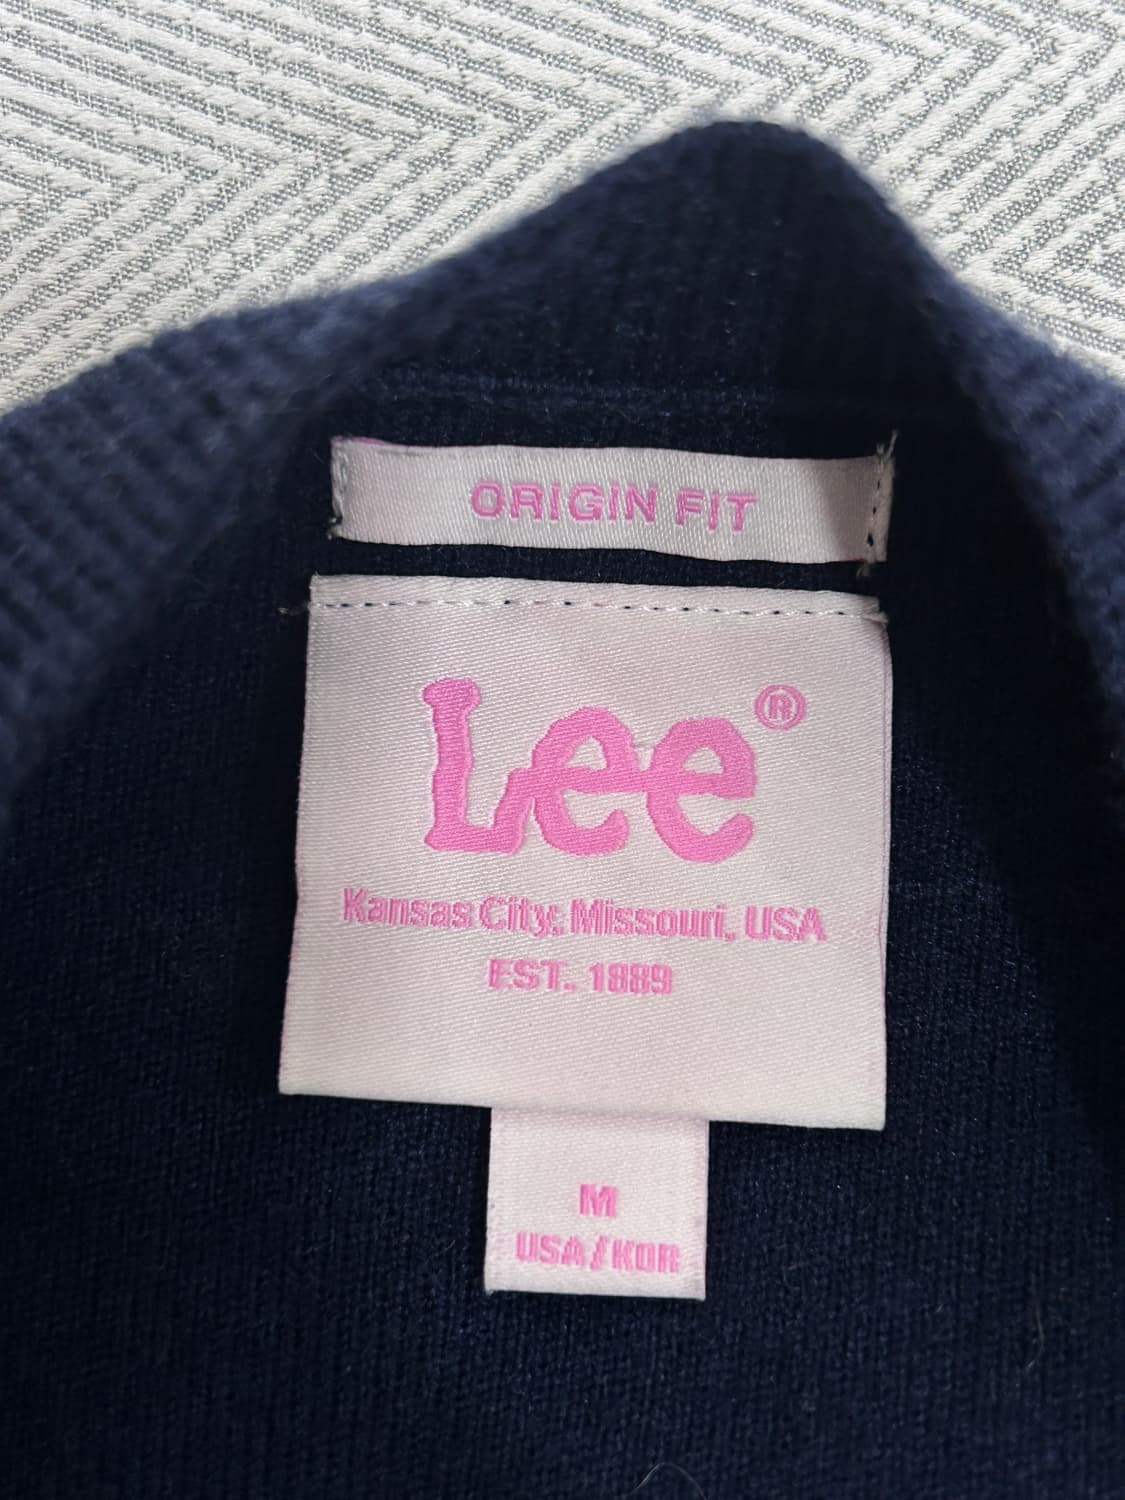 ORIGIN FIT
Lee®
Kansas City, Missouri, USA
EST. 1889
M
USA/KOR